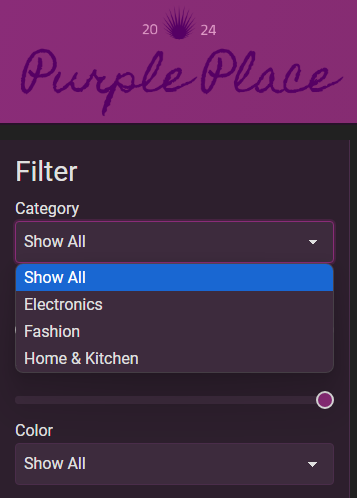 20 24
Purple Place
Filter
Category
Show All
Show All
Electronics
Fashion
Home & Kitchen
Color
Show All